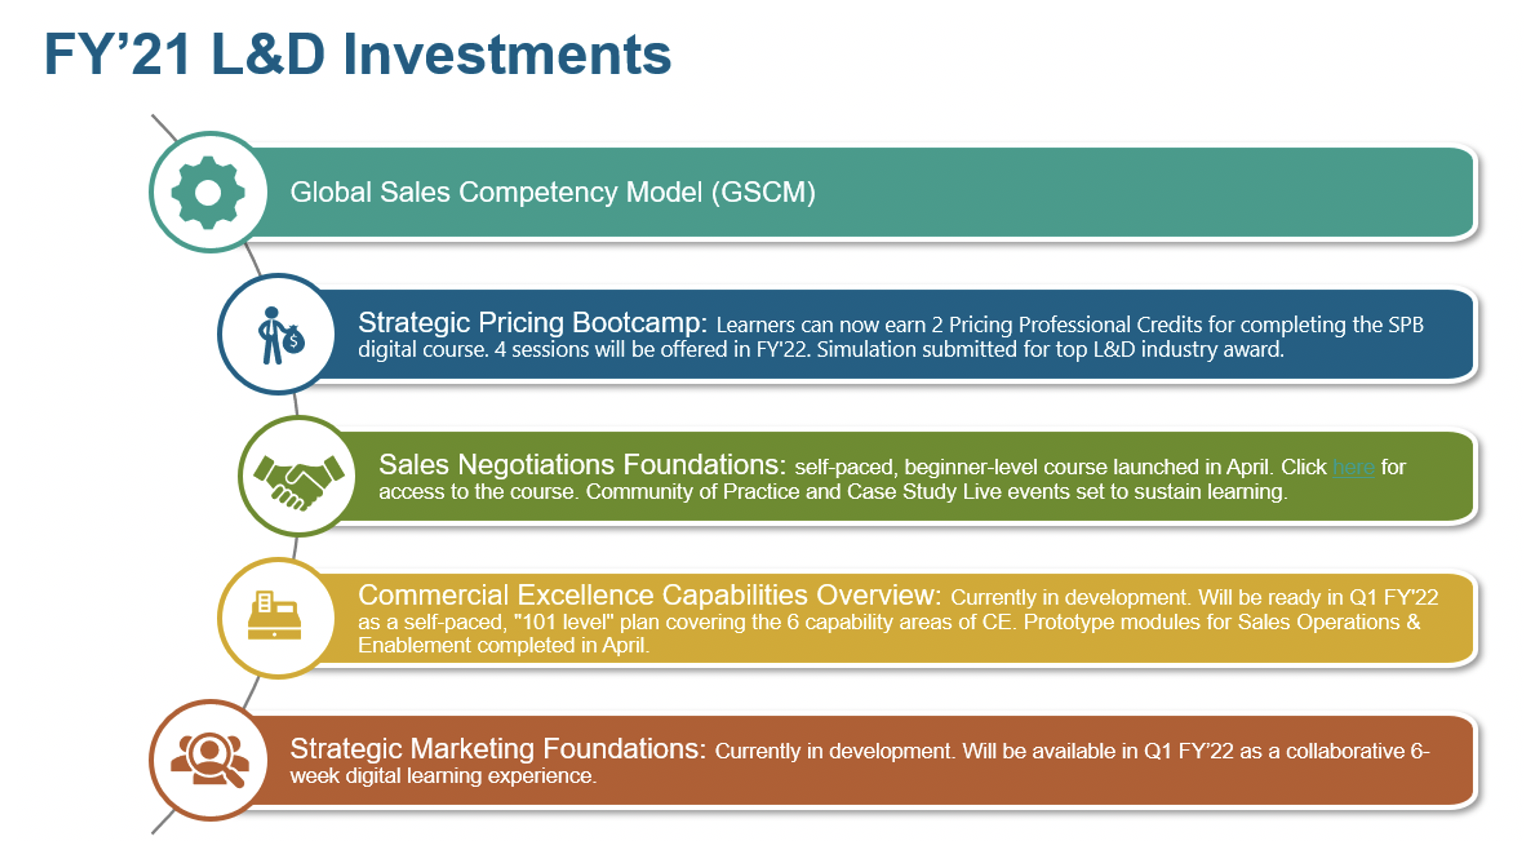 FY’21 L&D Investments
Global Sales Competency Model (GSCM)
Strategic Pricing Bootcamp: Learners can now earn 2 Pricing Professional Credits for completing the SPB
digital course. 4 sessions will be offered in FY'22. Simulation submitted for top L&D industry award.
$
Sales Negotiations Foundations: self-paced, beginner-level course launched in April. Click here for
access to the course. Community of Practice and Case Study Live events set to sustain learning.
Commercial Excellence Capabilities Overview: Currently in development. Will be ready in Q1 FY'22
as a self-paced, "101 level" plan covering the 6 capability areas of CE. Prototype modules for Sales Operations &
Enablement completed in April.
Strategic Marketing Foundations: Currently in development. Will be available in Q1 FY’22 as a collaborative 6-
week digital learning experience.